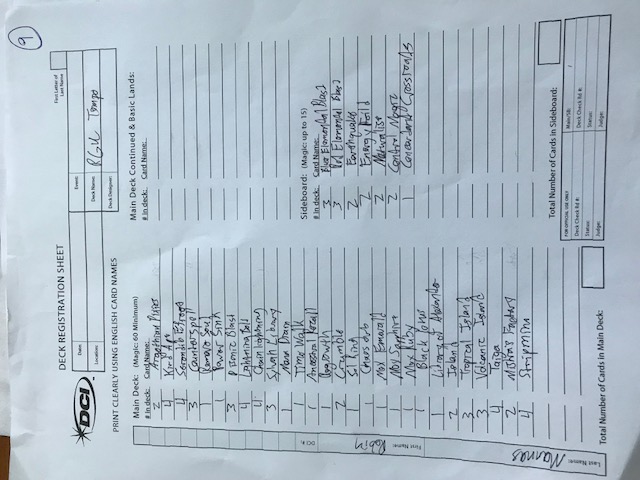 9
DCI
DECK REGISTRATION SHEET
First Letter of
Last Name
Date:
Event:
Location:
Deck Name: RGU Tempo
Deck Designer:
PRINT CLEARLY USING ENGLISH CARD NAMES
Main Deck: (Magic: 60 Minimum)
# in deck: Card Name:
2 Argothian Pixies
4 Kird Ape
4 Serendib Efreet
3 Counterspell
1 Remove Soul
1 Power Sink
3 Psionic Blast
4 Lightning Bolt
4 Chain lightning
3 Sylvan Library
1 Mana Drain
1 Time Walk
1 Ancestral Recall
1 Regrowth
2 Crumble
1 Sol Ring
1 Chaos orb
1 Mox Emerald
1 Mox Sapphire
1 Mox Ruby
1 Black Lotus
1 Library of Alexander
2 Island
3 Tropical Island
3 Volcanic Island
4 Taiga
2 Mishra's Factory
4 Stripmine
Total Number of Cards in Main Deck:
Main Deck Continued & Basic Lands:
# in deck: Card Name:
Sideboard: (Magic: up to 15)
# in deck: Card Name:
3 Blue Elemental Blast
3 Red Elemental Blast
2 Earthquake
2 Energy Feild
2 Naturalise
2 Control Magic
1 Concordant Crossroads
Total Number of Cards in Sideboard:
FOR OFFICIAL USE ONLY
Main/SB: /
Deck Check Rd #:
Deck Check Rd #:
Status:
Status:
Judge:
Judge:
Last Name: Mannas
First Name: Robin
DCI #: